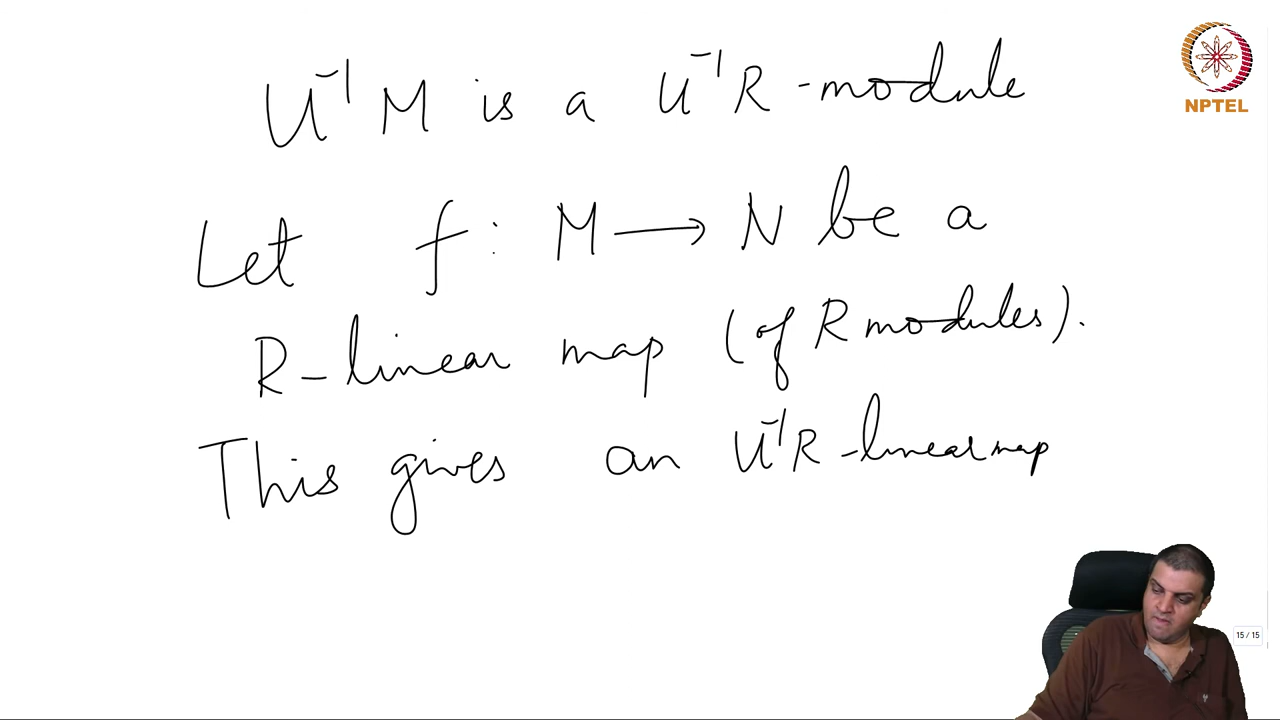 U⁻¹M is a U⁻¹R-module
NPTEL
Let f: M ⟶ N be a
R-linear map (of R modules).
This gives an U⁻¹R-linear map
15 / 15